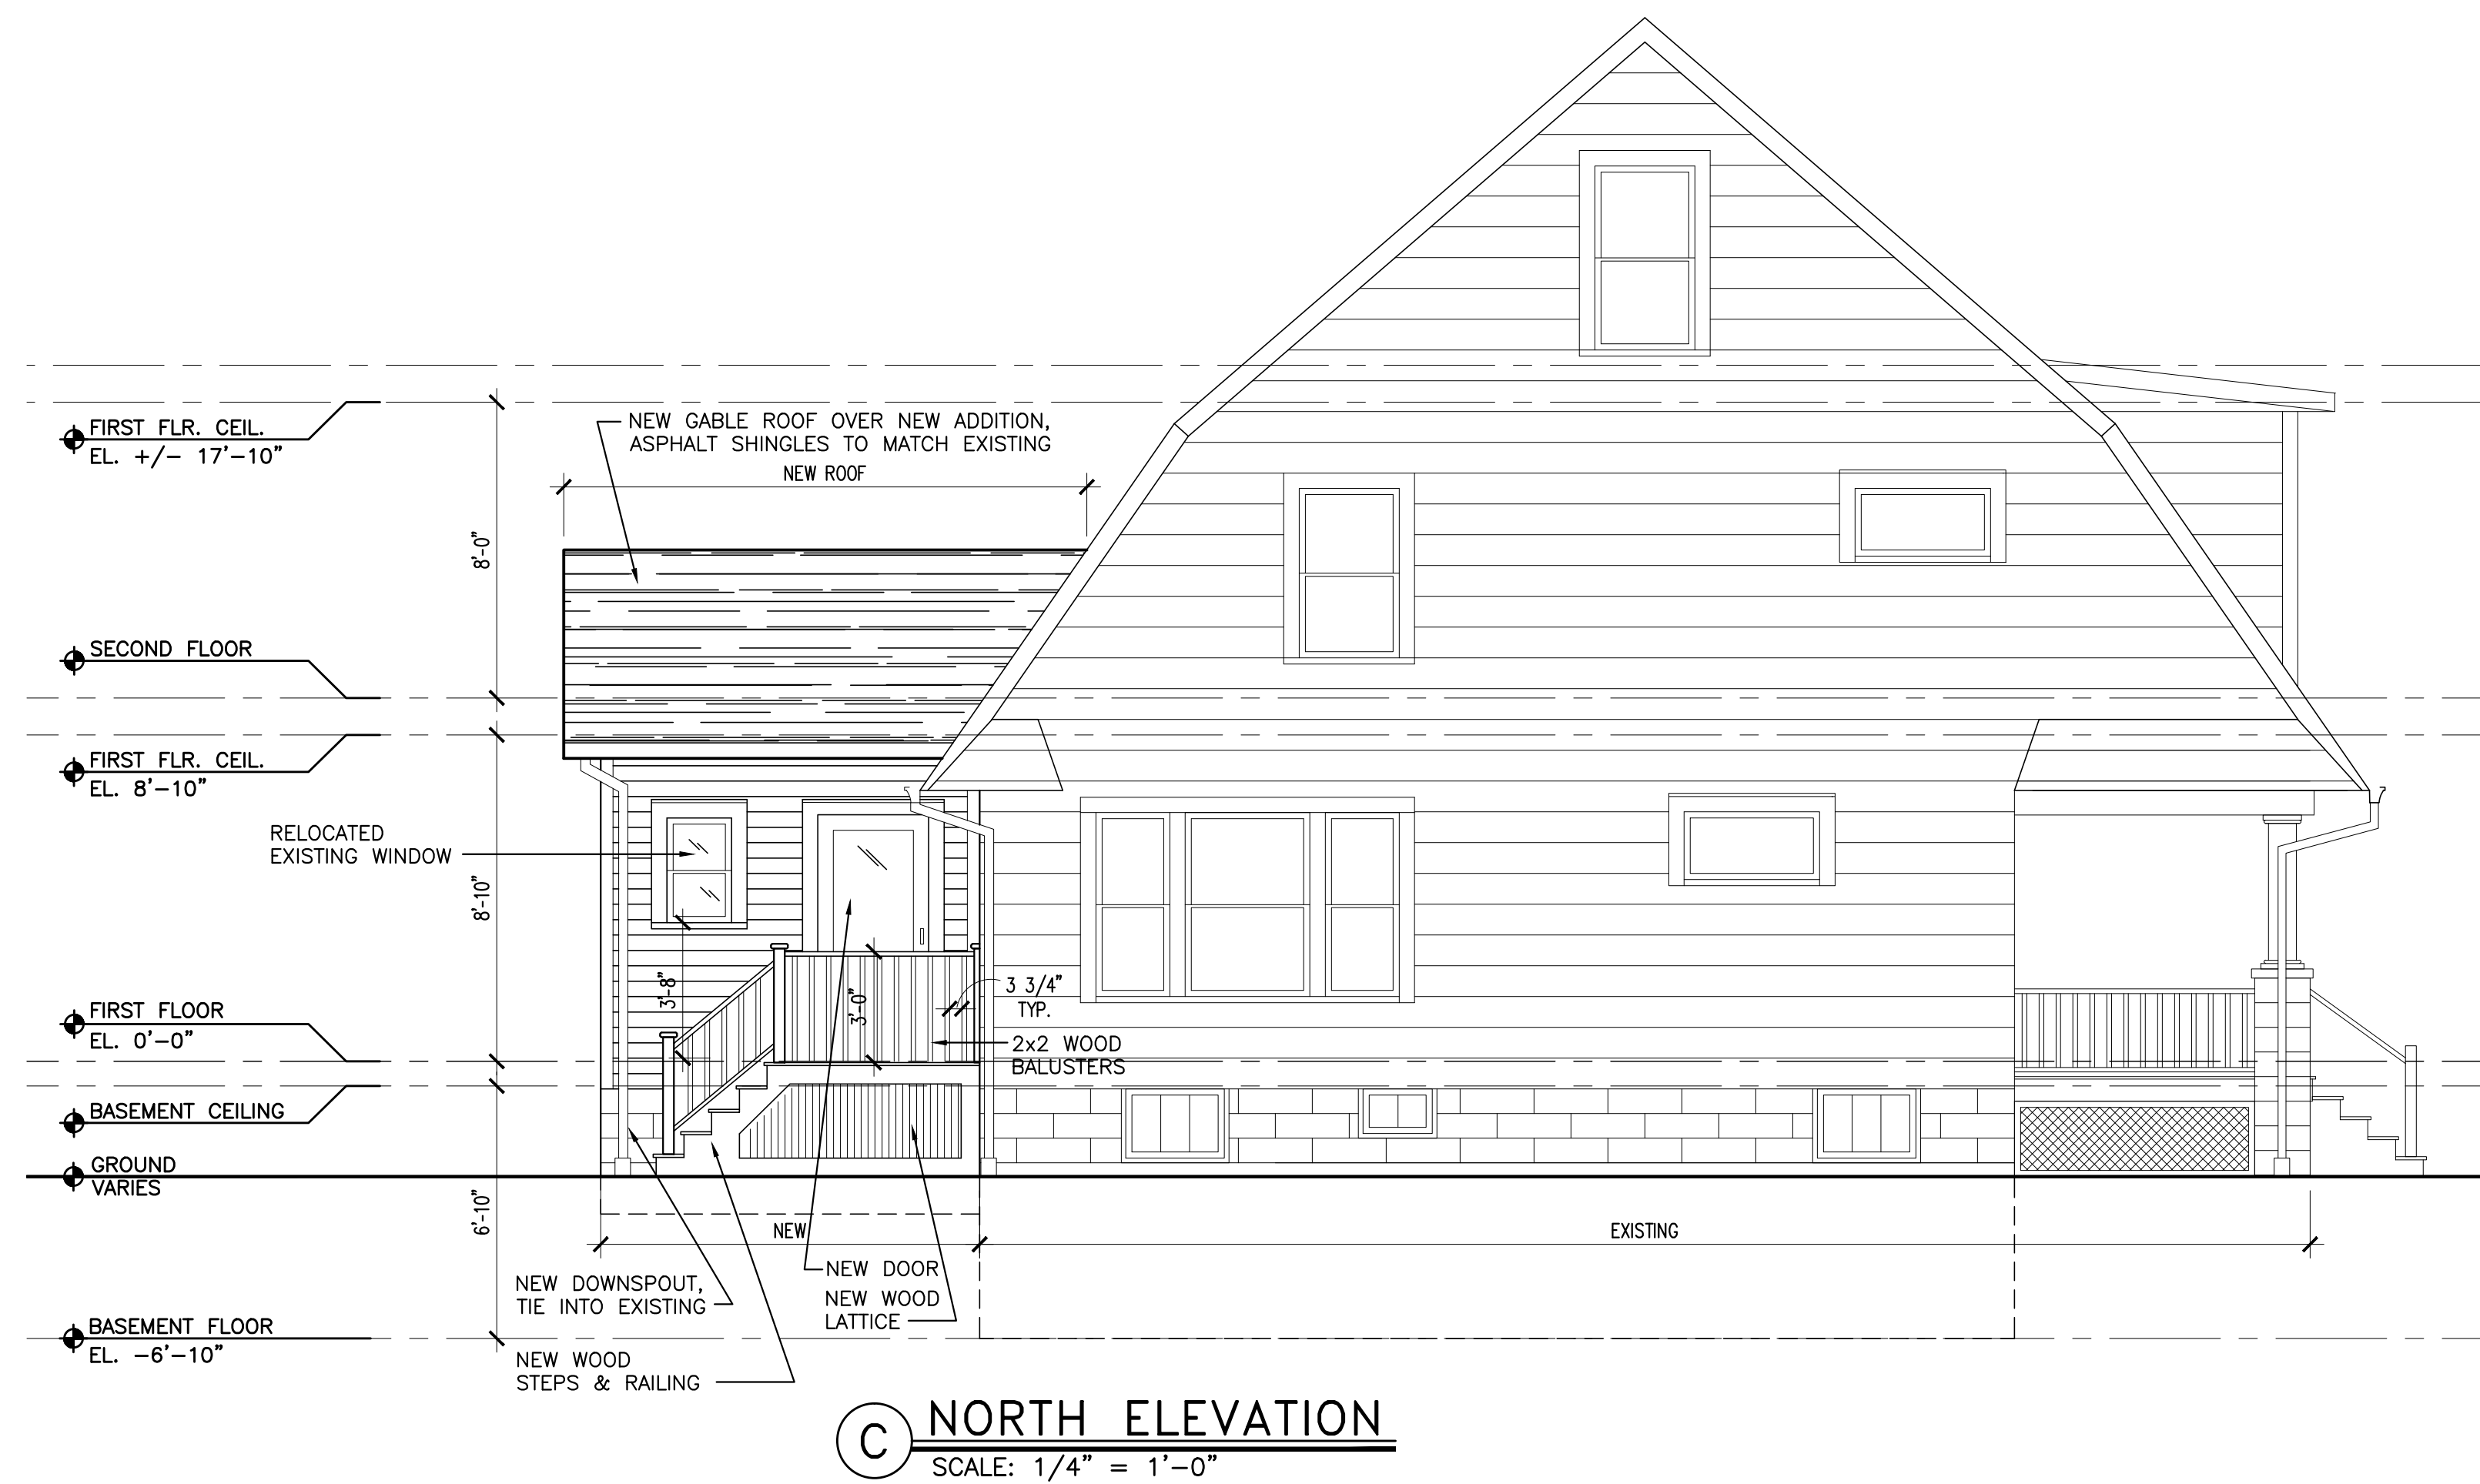 FIRST FLR. CEIL.
EL. +/- 17'-10"
NEW GABLE ROOF OVER NEW ADDITION,
ASPHALT SHINGLES TO MATCH EXISTING
NEW ROOF
8'-0"
SECOND FLOOR
FIRST FLR. CEIL.
EL. 8'-10"
RELOCATED
EXISTING WINDOW
8'-10"
3'-8"
3'-0"
3 3/4"
TYP.
FIRST FLOOR
EL. 0'-0"
2x2 WOOD
BALUSTERS
BASEMENT CEILING
GROUND
VARIES
6'-10"
NEW
EXISTING
NEW DOOR
NEW DOWNSPOUT,
TIE INTO EXISTING
NEW WOOD
LATTICE
BASEMENT FLOOR
EL. -6'-10"
NEW WOOD
STEPS & RAILING
C
NORTH ELEVATION
SCALE: 1/4" = 1'-0"